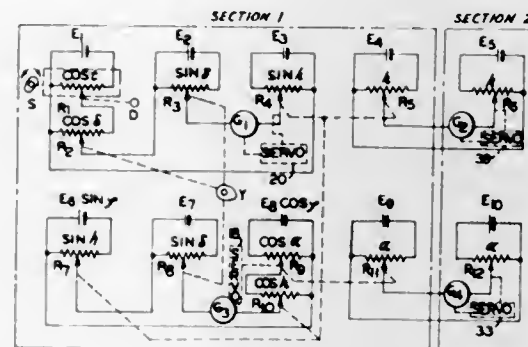 SECTION 1
SECTION 2
E1
E2
E3
E4
E5
COS t
SIN δ
SIN h
h
h
S
R1
D
R3
R4
R5
R6
COS δ
G1
G2
R2
SERVO
SERVO
20
38
Y
E6 SIN φ
E7
E8 COS φ
E9
E10
SIN h
SIN δ
COS α
α
α
R7
R8
R9
R11
R12
COS h
G3
R10
G4
SERVO
SERVO
33